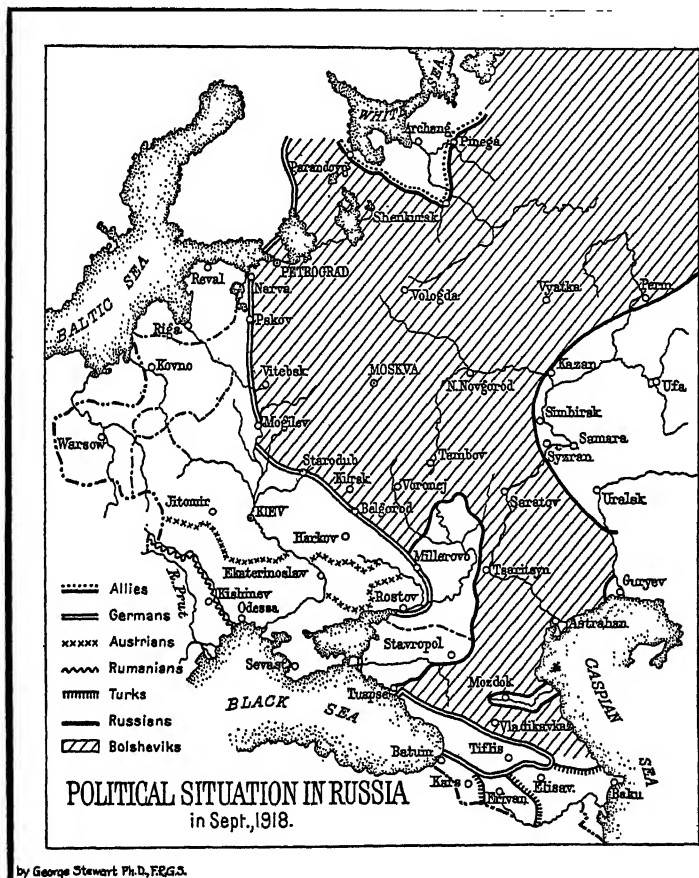 WHITE
SEA
Archang.
Pinega
Parandovo
Shenkursk
PETROGRAD
Reval
Narva
BALTIC SEA
Vologda
Vyatka
Perm
Pskov
Riga
Kovno
Vitebsk
MOSKVA
N.Novgorod
Kazan
Ufa
Mogilev
Simbirsk
Warsow
Samara
Syzran
Starodub
Tambov
Kursk
Voronej
Jitomir
KIEV
Belgorod
Saratov
Uralsk
Harkov
Millerovo
Ekaterinoslav
Tsaritsyn
R. Prut
Kishinev
Odessa
Rostov
Guryev
Astrahan
Stavropol
Sevast.
Mozdok
CASPIAN
SEA
Tuapse
BLACK SEA
Vladikavkaz
Batum
Tiflis
Kars
Erivan
Elisav.
Baku
Allies
Germans
Austrians
Rumanians
Turks
Russians
Bolsheviks
POLITICAL SITUATION IN RUSSIA
in Sept., 1918.
by George Stewart Ph.D., F.R.G.S.